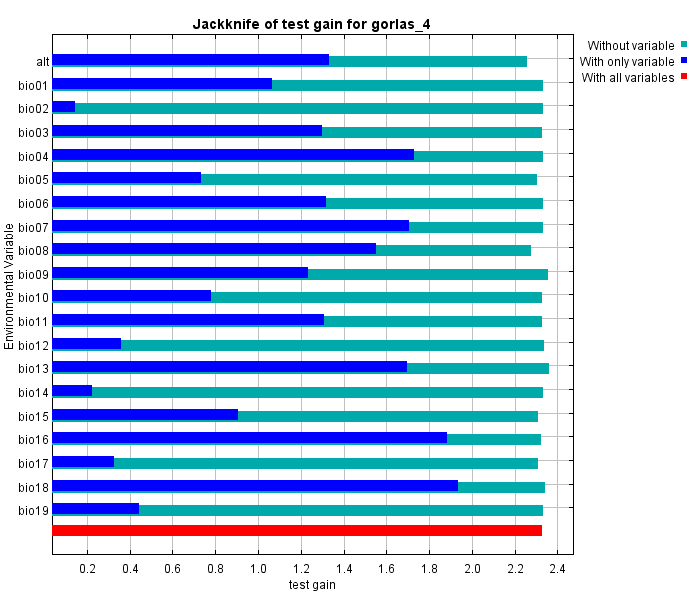 Jackknife of test gain for gorlas_4
Without variable
With only variable
With all variables
Environmental Variable
alt
bio01
bio02
bio03
bio04
bio05
bio06
bio07
bio08
bio09
bio10
bio11
bio12
bio13
bio14
bio15
bio16
bio17
bio18
bio19
0.2 0.4 0.6 0.8 1.0 1.2 1.4 1.6 1.8 2.0 2.2 2.4
test gain